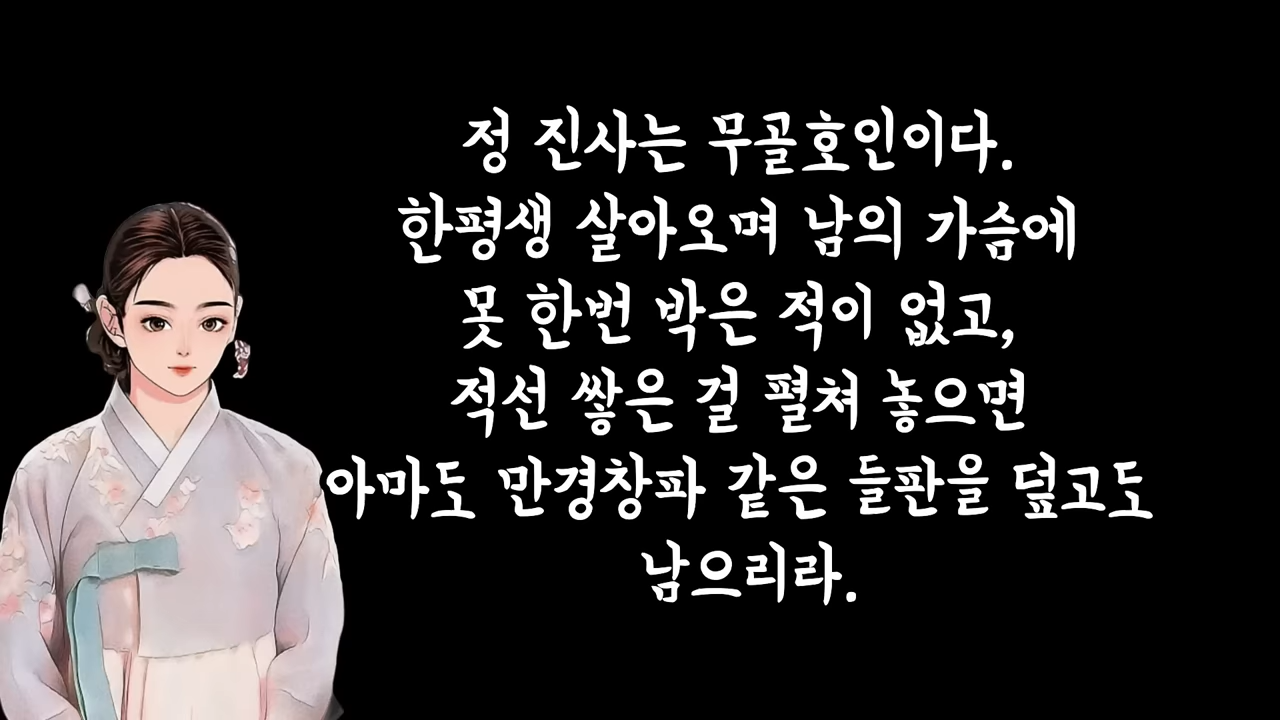 정 진사는 무골호인이다.
한평생 살아오며 남의 가슴에
못 한번 박은 적이 없고,
적선 쌓은 걸 펼쳐 놓으면
아마도 만경창파 같은 들판을 덮고도
남으리라.